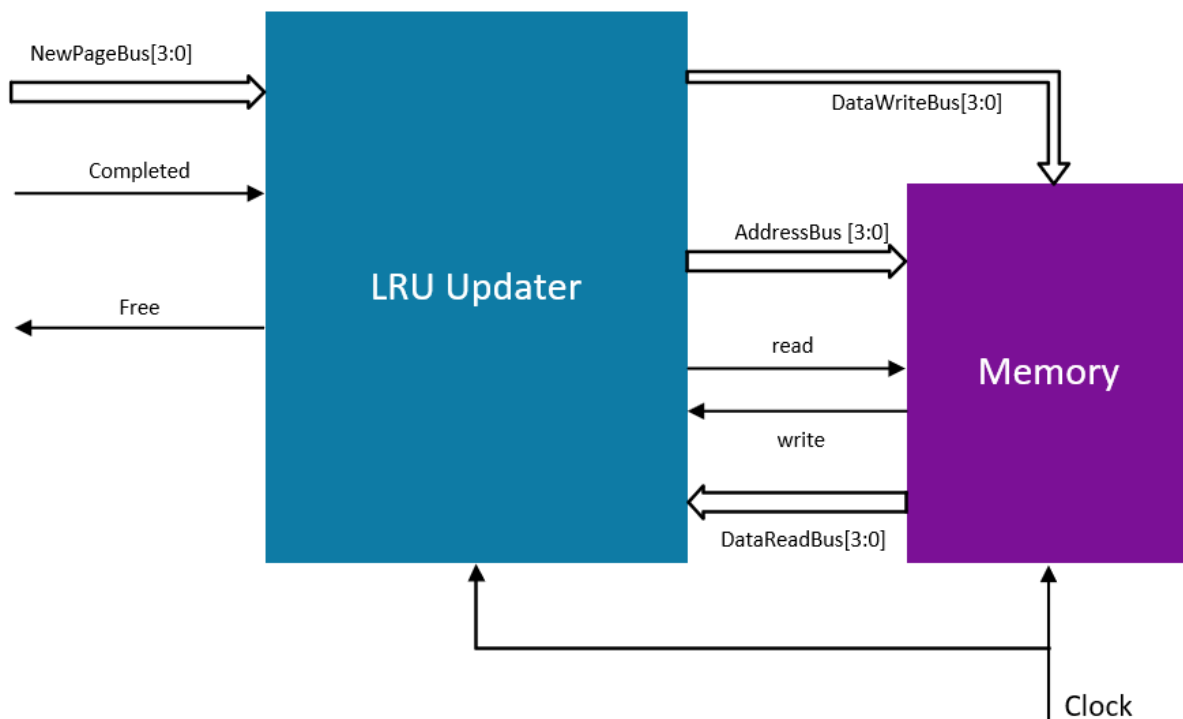 NewPageBus[3:0]
DataWriteBus[3:0]
Completed
AddressBus [3:0]
LRU Updater
Free
read
Memory
write
DataReadBus[3:0]
Clock